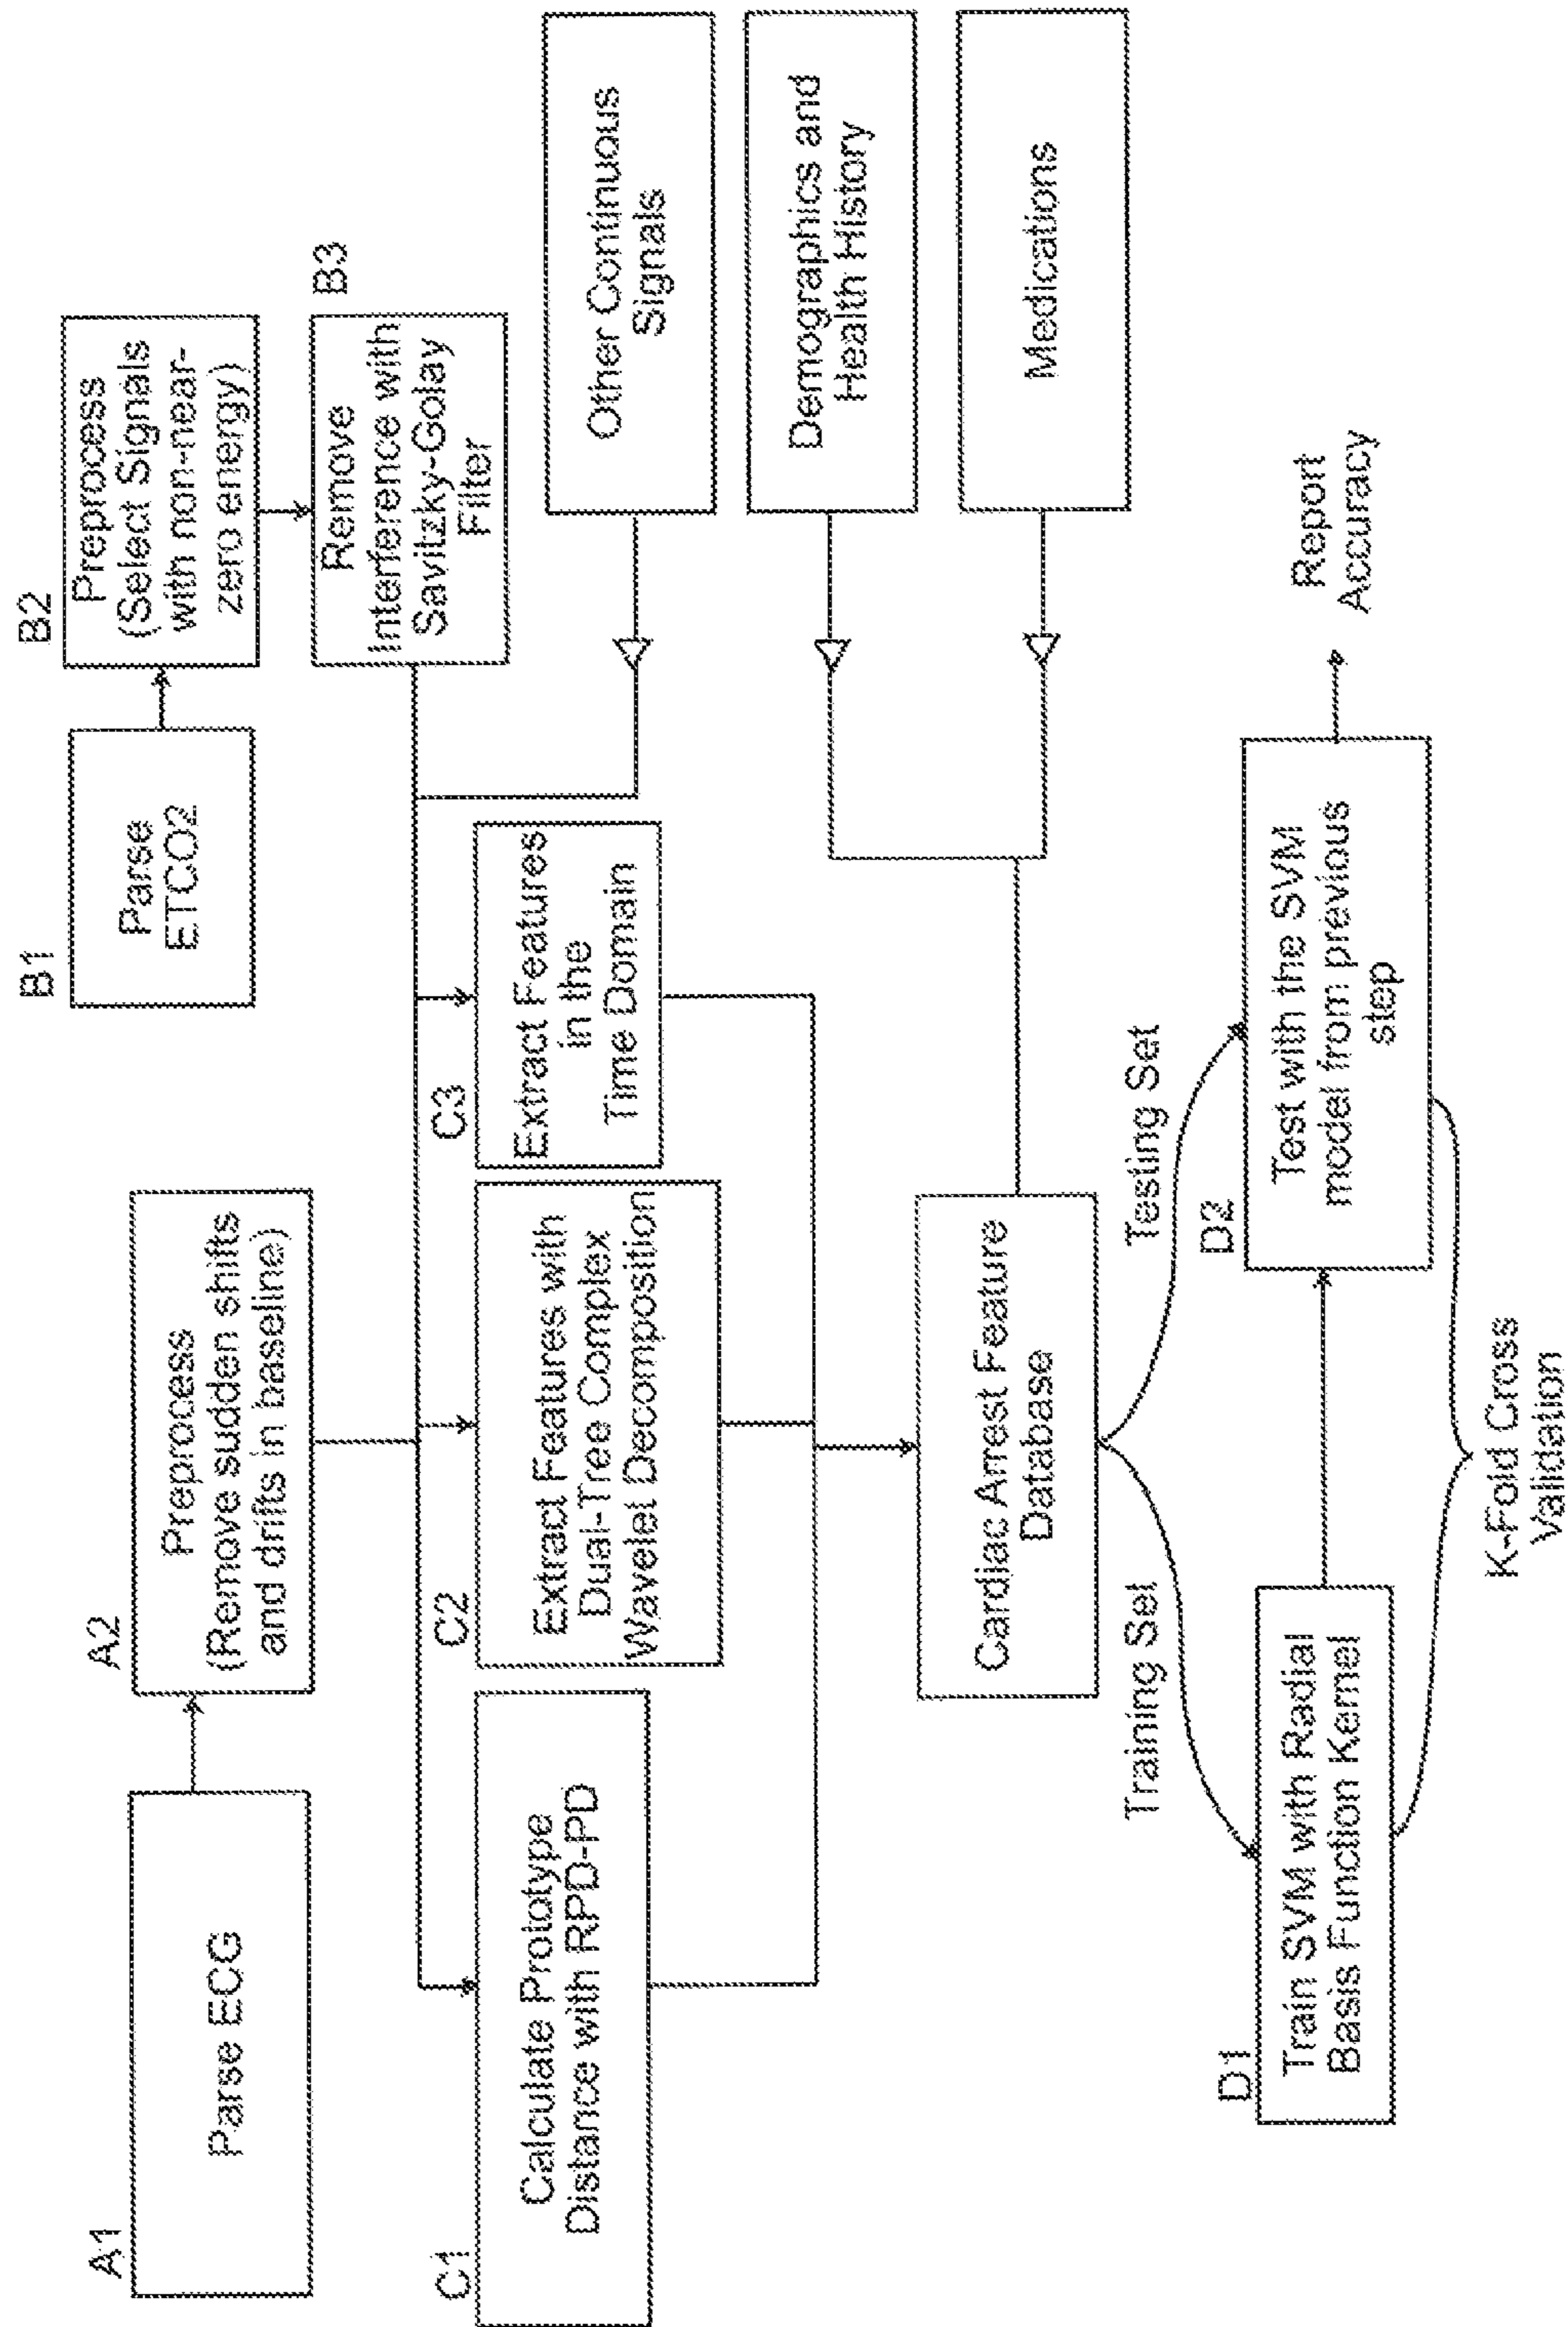 A1
Parse ECG
A2
Preprocess
(Remove sudden shifts
and drifts in baseline)
B1
Parse
ETCO2
B2
Preprocess
(Select Signals
with non-near-
zero energy)
B3
Remove
Interference with
Savitzky-Golay
Filter
C1
Calculate Prototype
Distance with RPD-PD
C2
Extract Features with
Dual-Tree Complex
Wavelet Decomposition
C3
Extract Features
in the
Time Domain
Other Continuous
Signals
Demographics and
Health History
Medications
Cardiac Arrest Feature
Database
Training Set
Testing Set
D1
Train SVM with Radial
Basis Function Kernel
D2
Test with the SVM
model from previous
step
Report
Accuracy
K-Fold Cross
Validation